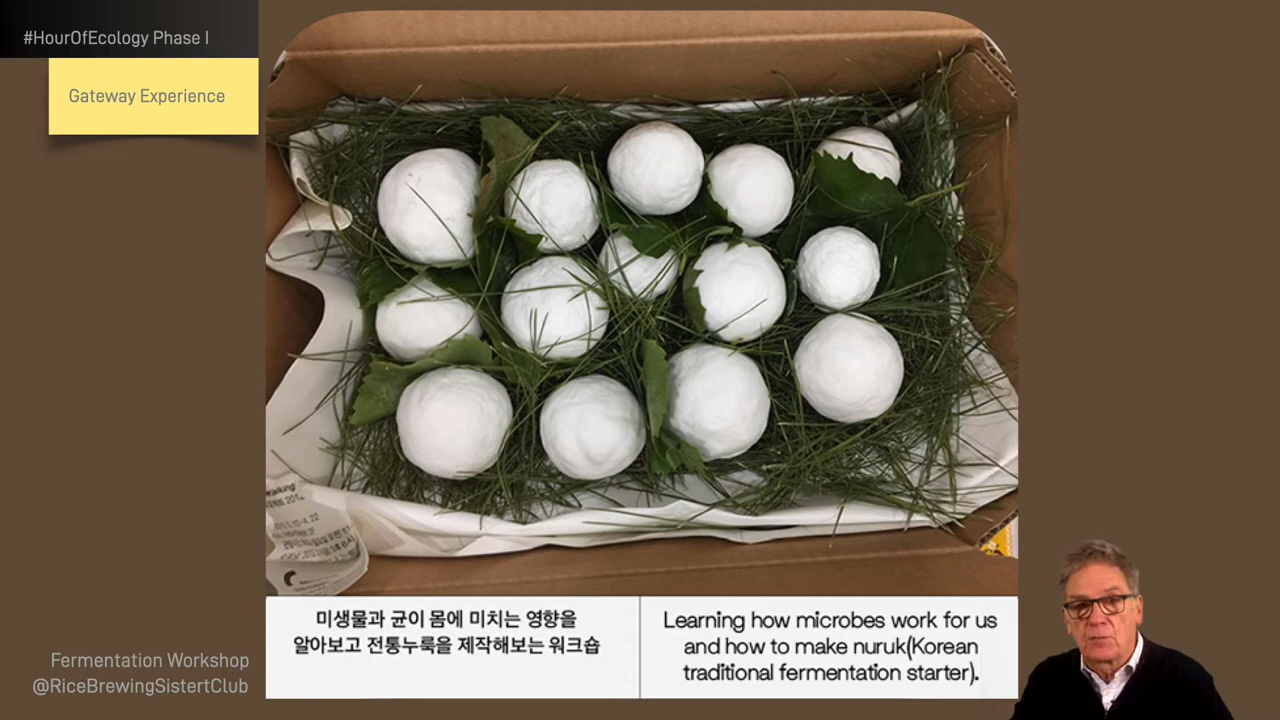 #HourOfEcology Phase I
Gateway Experience
미생물과 균이 몸에 미치는 영향을
알아보고 전통누룩을 제작해보는 워크숍
Learning how microbes work for us
and how to make nuruk(Korean
traditional fermentation starter).
Fermentation Workshop
@RiceBrewingSistertClub